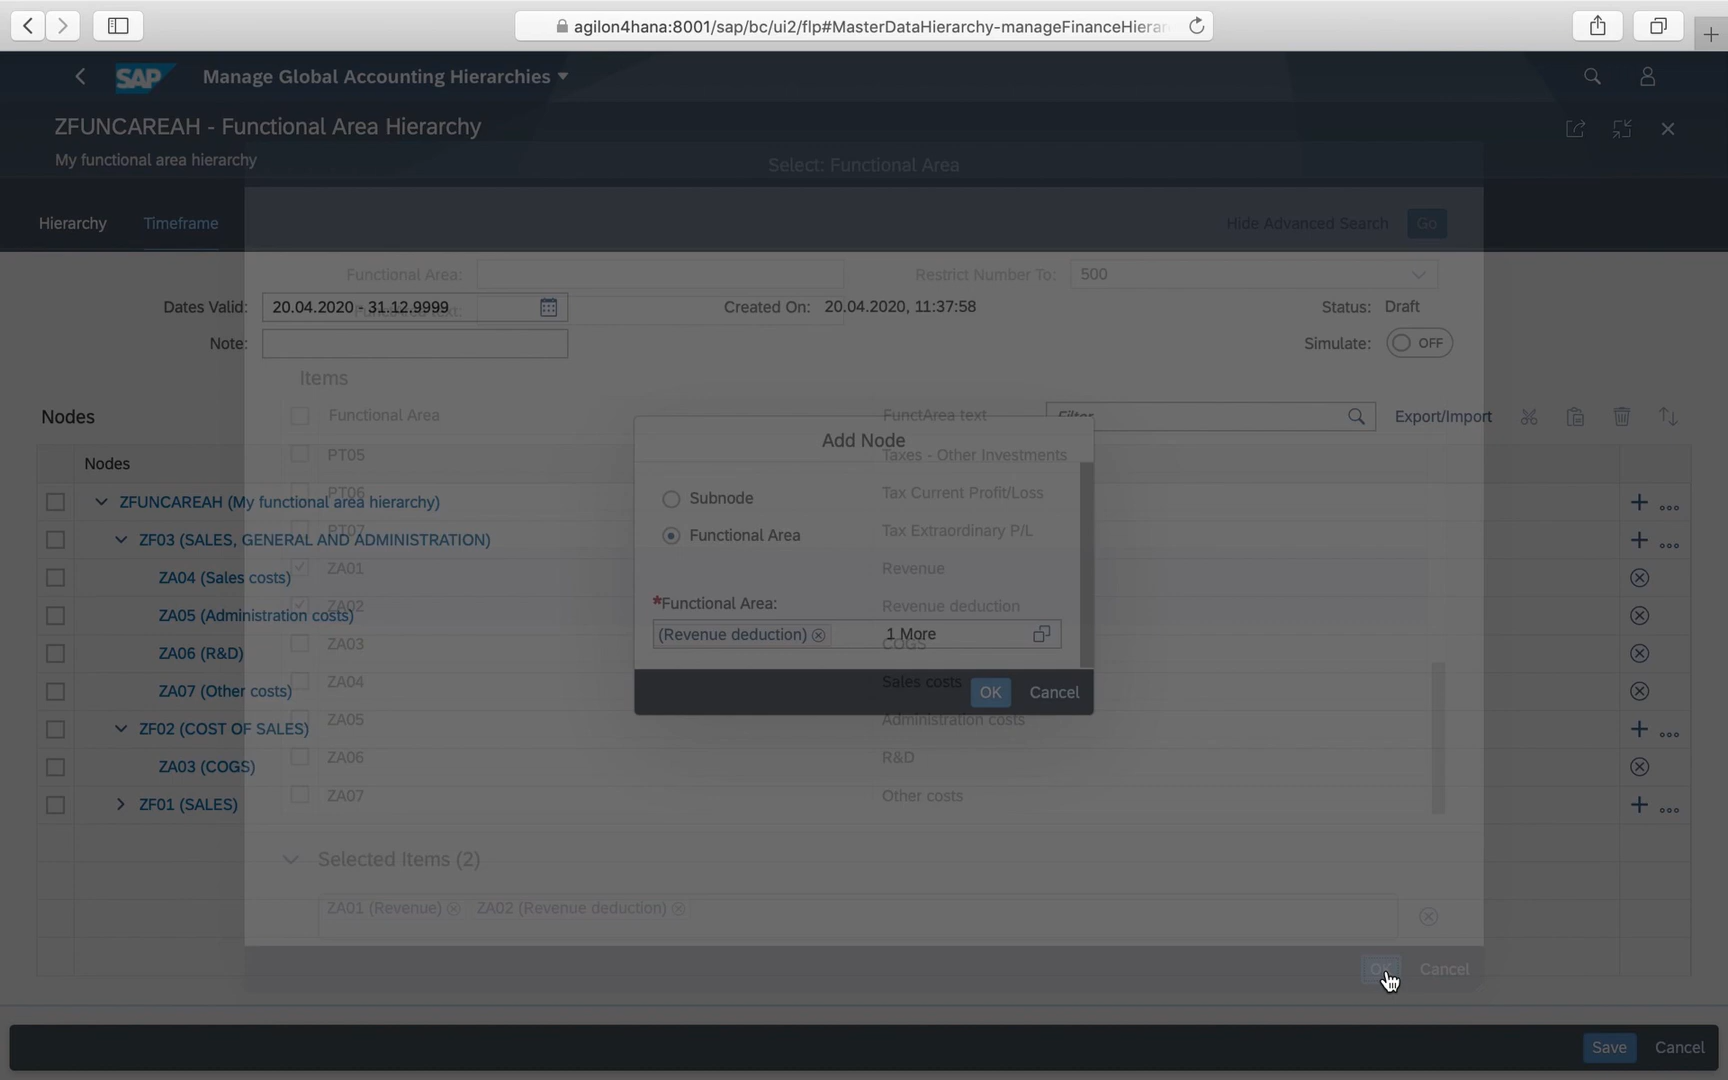 agilon4hana:8001/sap/bc/ui2/flp#MasterDataHierarchy-manageFinanceHierar
SAP Manage Global Accounting Hierarchies
ZFUNCAREAH - Functional Area Hierarchy
My functional area hierarchy
Select: Functional Area
Hierarchy Timeframe Hide Advanced Search Go
Functional Area: Restrict Number To: 500
Dates Valid: 20.04.2020 - 31.12.9999 Created On: 20.04.2020, 11:37:58 Status: Draft
Note: Simulate: OFF
Items
Nodes Functional Area FunctArea text Filter Export/Import
Add Node
Nodes PT05 Taxes - Other Investments
ZFUNCAREAH (My functional area hierarchy) PT06 Subnode Tax Current Profit/Loss
ZF03 (SALES, GENERAL AND ADMINISTRATION) PT07 Functional Area Tax Extraordinary P/L
ZA04 (Sales costs) ZA01 Revenue
ZA05 (Administration costs) ZA02 *Functional Area: Revenue deduction
ZA06 (R&D) ZA03 (Revenue deduction) 1 More COGS
ZA07 (Other costs) ZA04 Sales costs OK Cancel
ZF02 (COST OF SALES) ZA05 Administration costs
ZA03 (COGS) ZA06 R&D
ZF01 (SALES) ZA07 Other costs
Selected Items (2)
ZA01 (Revenue) ZA02 (Revenue deduction)
OK Cancel
Save Cancel